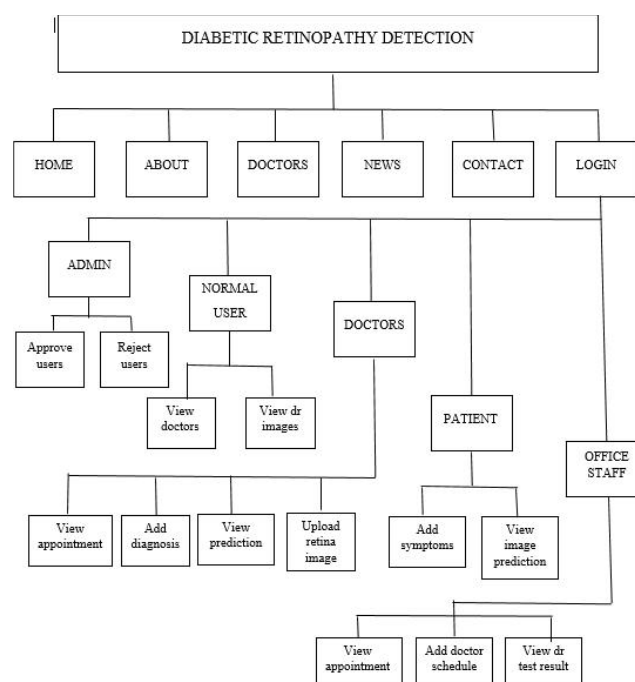 DIABETIC RETINOPATHY DETECTION
HOME
ABOUT
DOCTORS
NEWS
CONTACT
LOGIN
ADMIN
NORMAL
USER
DOCTORS
PATIENT
OFFICE
STAFF
Approve
users
Reject
users
View
doctors
View dr
images
View
appointment
Add
diagnosis
View
prediction
Upload
retina
image
Add
symptoms
View
image
prediction
View
appointment
Add doctor
schedule
View dr
test result